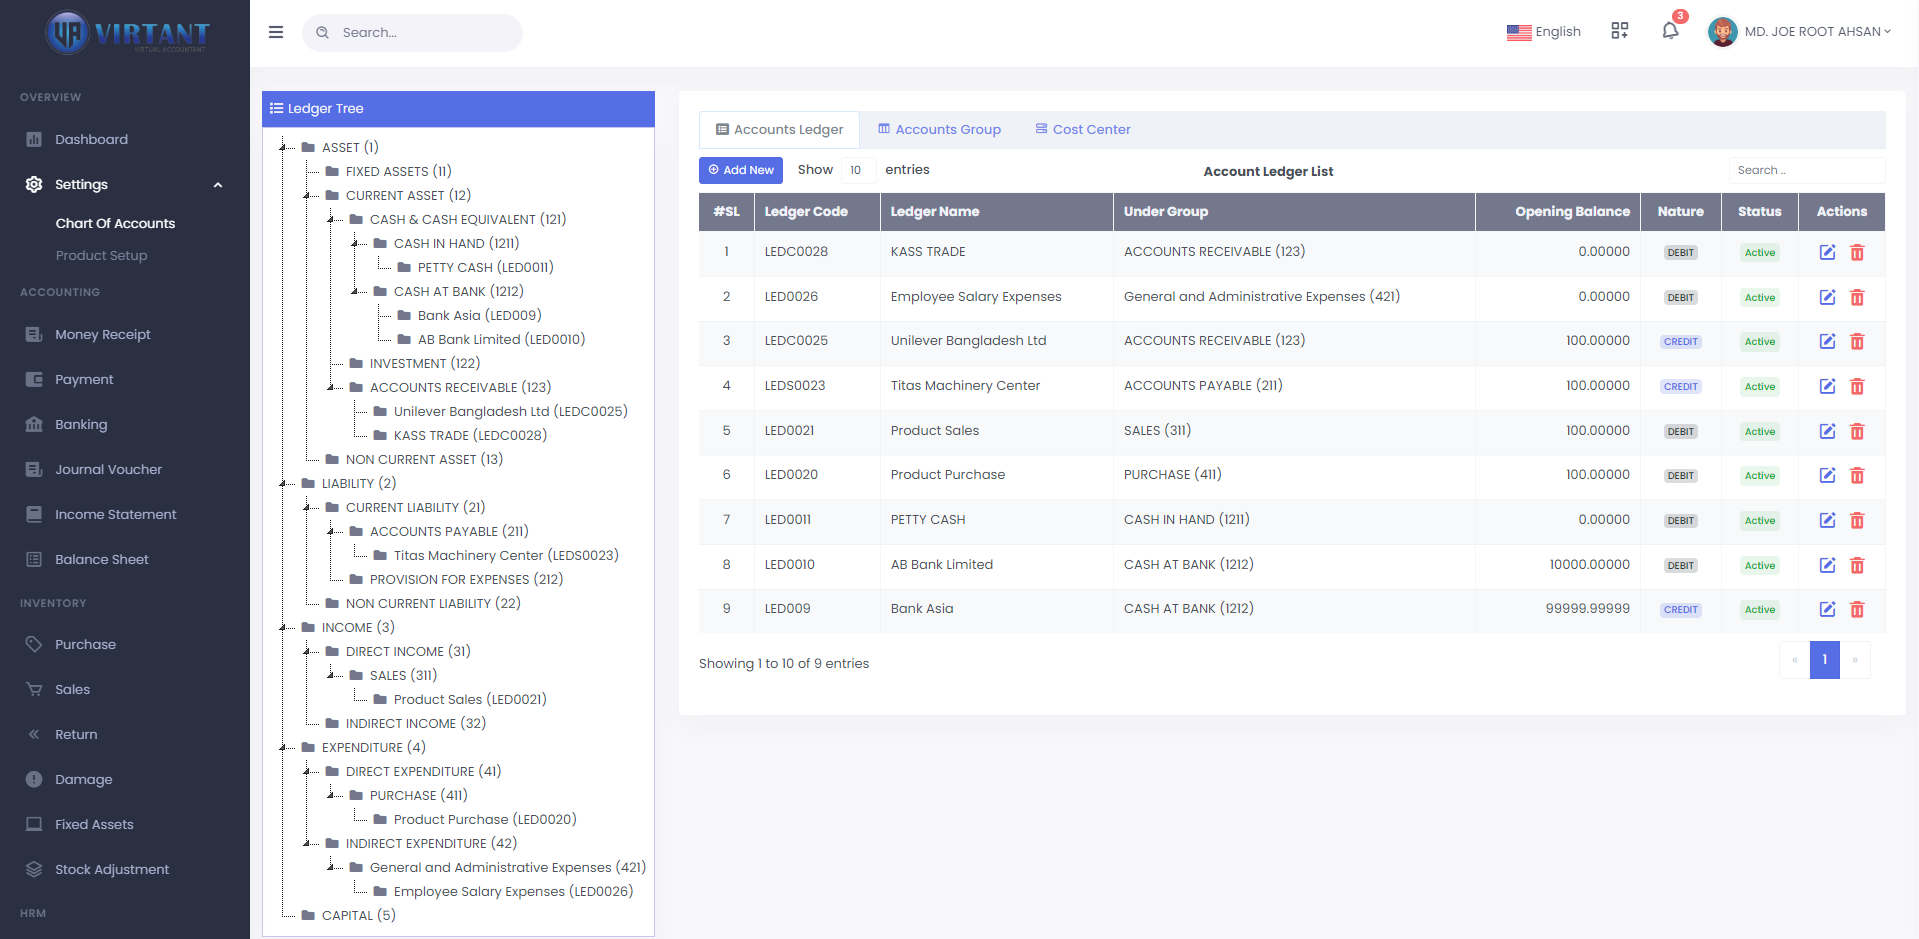 VIRTANT
VIRTUAL ACCOUNTANT
Search...
English
3
MD. JOE ROOT AHSAN
OVERVIEW
Dashboard
Settings
Chart Of Accounts
Product Setup
ACCOUNTING
Money Receipt
Payment
Banking
Journal Voucher
Income Statement
Balance Sheet
INVENTORY
Purchase
Sales
Return
Damage
Fixed Assets
Stock Adjustment
HRM
Ledger Tree
ASSET (1)
FIXED ASSETS (11)
CURRENT ASSET (12)
CASH & CASH EQUIVALENT (121)
CASH IN HAND (1211)
PETTY CASH (LED0011)
CASH AT BANK (1212)
Bank Asia (LED009)
AB Bank Limited (LED0010)
INVESTMENT (122)
ACCOUNTS RECEIVABLE (123)
Unilever Bangladesh Ltd (LEDC0025)
KASS TRADE (LEDC0028)
NON CURRENT ASSET (13)
LIABILITY (2)
CURRENT LIABILITY (21)
ACCOUNTS PAYABLE (211)
Titas Machinery Center (LEDS0023)
PROVISION FOR EXPENSES (212)
NON CURRENT LIABILITY (22)
INCOME (3)
DIRECT INCOME (31)
SALES (311)
Product Sales (LED0021)
INDIRECT INCOME (32)
EXPENDITURE (4)
DIRECT EXPENDITURE (41)
PURCHASE (411)
Product Purchase (LED0020)
INDIRECT EXPENDITURE (42)
General and Administrative Expenses (421)
Employee Salary Expenses (LED0026)
CAPITAL (5)
Accounts Ledger Accounts Group Cost Center
Add New Show 10 entries Account Ledger List Search ..
#SL Ledger Code Ledger Name Under Group Opening Balance Nature Status Actions
1 LEDC0028 KASS TRADE ACCOUNTS RECEIVABLE (123) 0.00000 DEBIT Active
2 LED0026 Employee Salary Expenses General and Administrative Expenses (421) 0.00000 DEBIT Active
3 LEDC0025 Unilever Bangladesh Ltd ACCOUNTS RECEIVABLE (123) 100.00000 CREDIT Active
4 LEDS0023 Titas Machinery Center ACCOUNTS PAYABLE (211) 100.00000 CREDIT Active
5 LED0021 Product Sales SALES (311) 100.00000 DEBIT Active
6 LED0020 Product Purchase PURCHASE (411) 100.00000 DEBIT Active
7 LED0011 PETTY CASH CASH IN HAND (1211) 0.00000 DEBIT Active
8 LED0010 AB Bank Limited CASH AT BANK (1212) 10000.00000 DEBIT Active
9 LED009 Bank Asia CASH AT BANK (1212) 99999.99999 CREDIT Active
Showing 1 to 10 of 9 entries
« 1 »